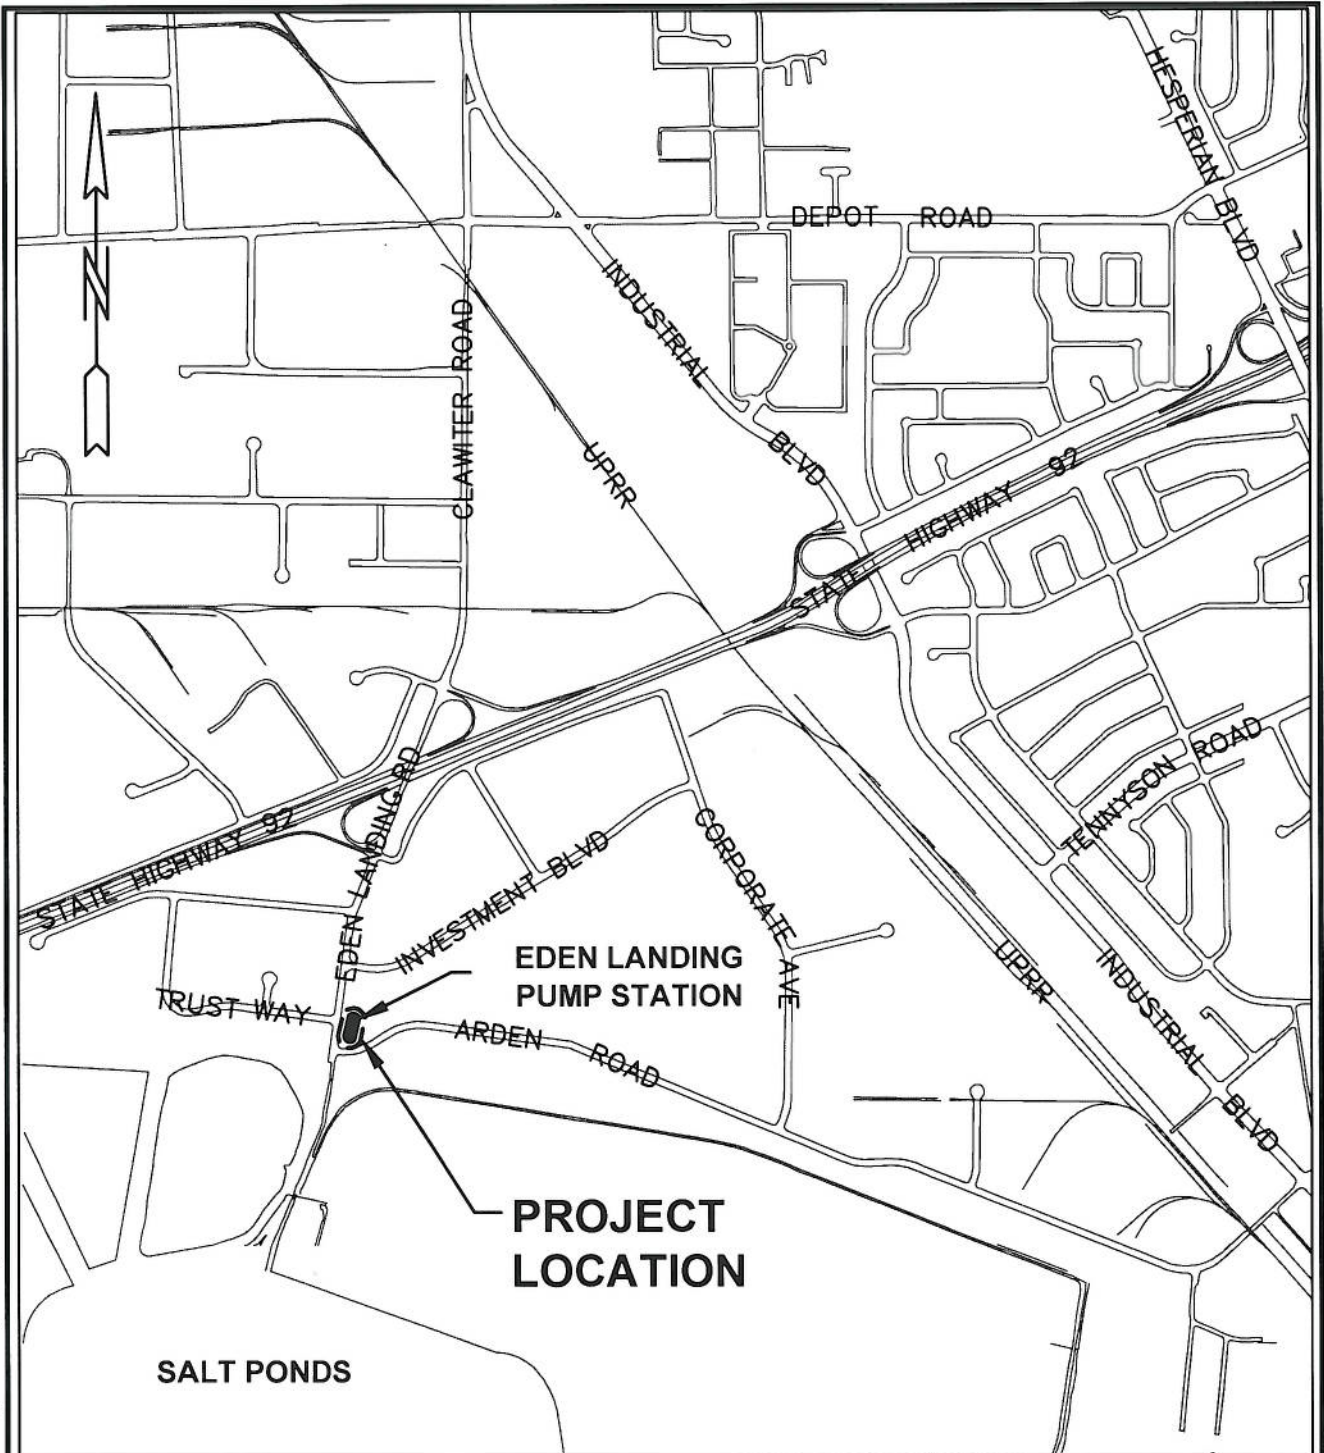 HESPERIAN BLVD
DEPOT ROAD
N
INDUSTRIAL BLVD
CLAWITER ROAD
UPRR
STATE HIGHWAY 92
TENNYSON ROAD
EDEN LANDING RD
STATE HIGHWAY 92
CORPORATE AVE
INVESTMENT BLVD
EDEN LANDING
PUMP STATION
UPRR
INDUSTRIAL BLVD
TRUST WAY
ARDEN ROAD
PROJECT
LOCATION
SALT PONDS